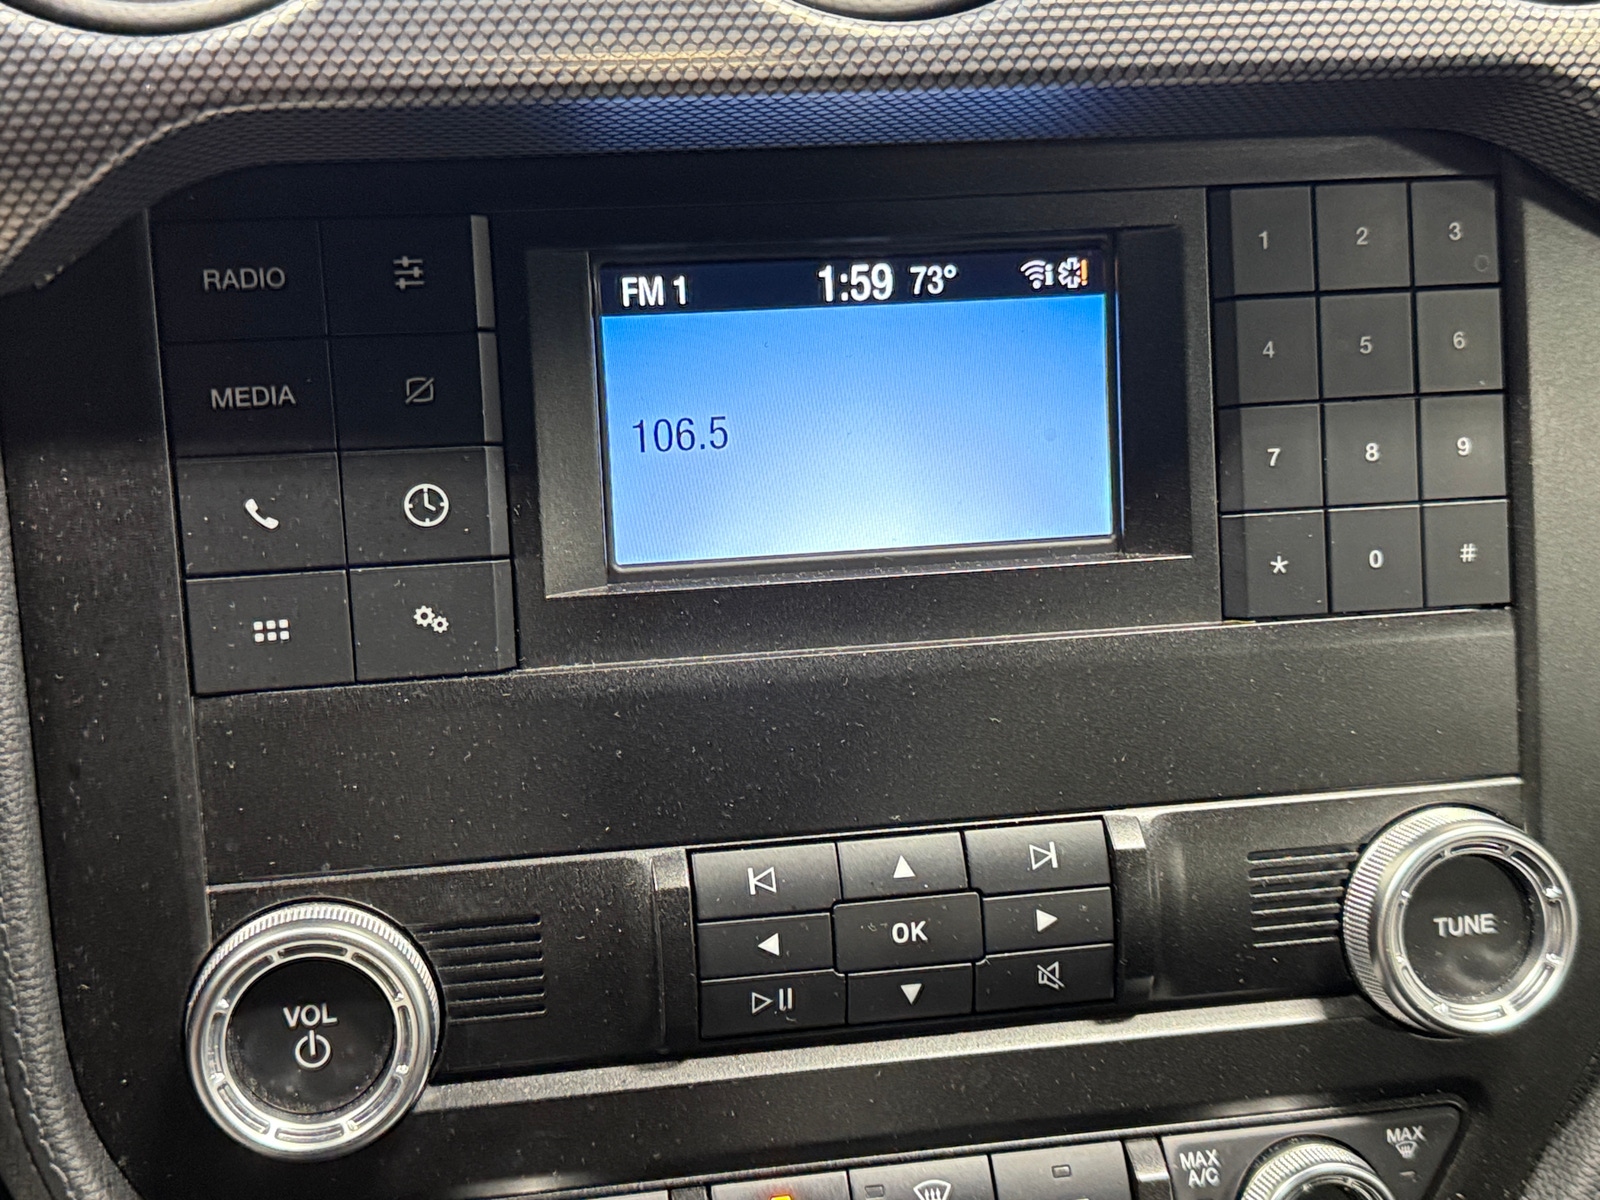 FM 1 1:59 73°
106.5
RADIO
MEDIA
1 2 3
4 5 6
7 8 9
* 0 #
VOL
OK
TUNE
MAX
A/C
MAX